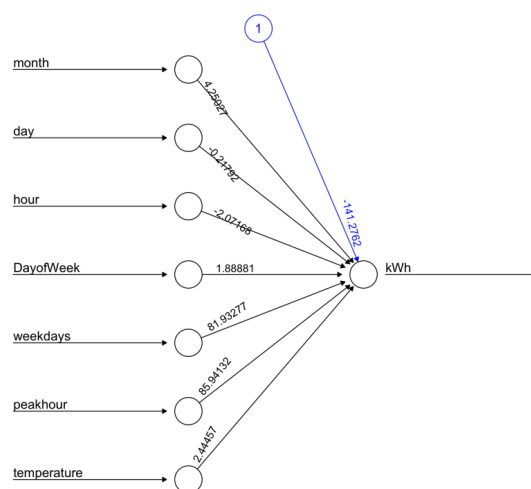 1
month
4.25027
day
-0.21792
hour
-2.07168
-141.2762
DayofWeek
1.88881
kWh
weekdays
81.93277
peakhour
85.94132
temperature
2.44457